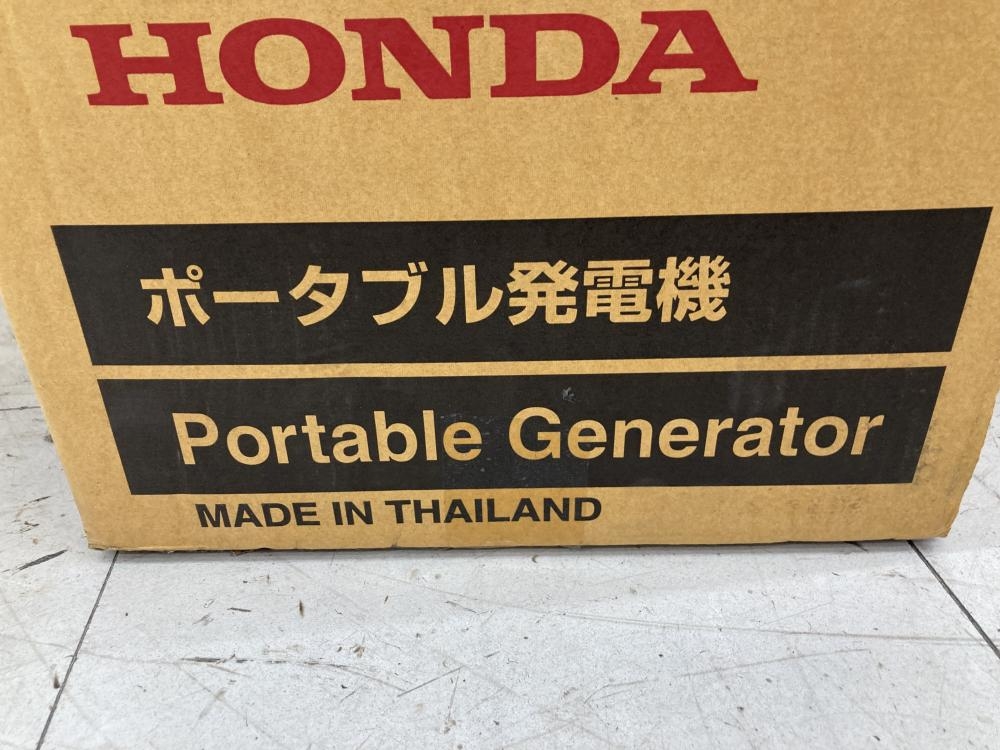 HONDA
ポータブル発電機
Portable Generator
MADE IN THAILAND